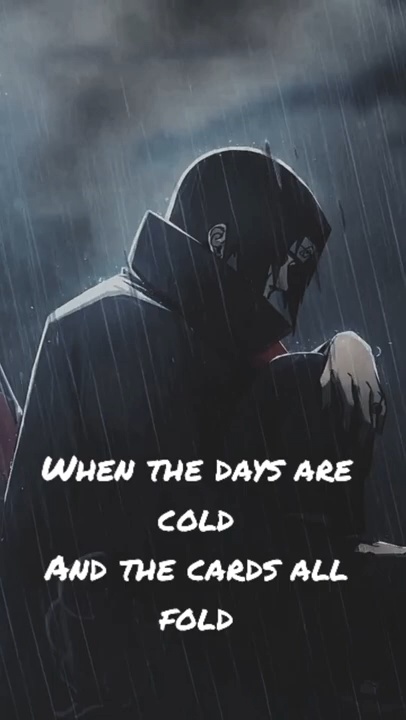 When the days are
cold
And the cards all
fold